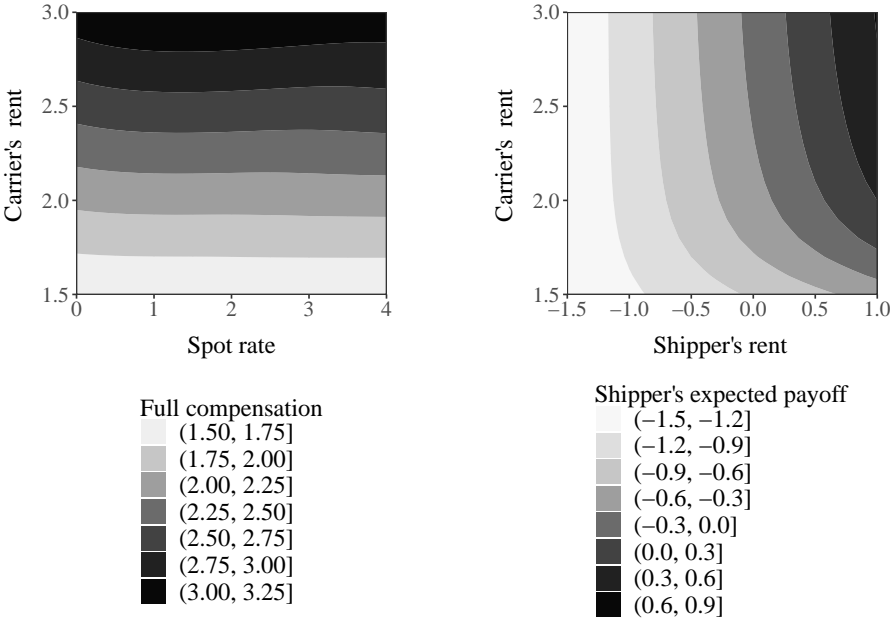 3.0
2.5
2.0
1.5
Carrier's rent
0 1 2 3 4
Spot rate
Full compensation
(1.50, 1.75]
(1.75, 2.00]
(2.00, 2.25]
(2.25, 2.50]
(2.50, 2.75]
(2.75, 3.00]
(3.00, 3.25]
3.0
2.5
2.0
1.5
Carrier's rent
−1.5 −1.0 −0.5 0.0 0.5 1.0
Shipper's rent
Shipper's expected payoff
(−1.5, −1.2]
(−1.2, −0.9]
(−0.9, −0.6]
(−0.6, −0.3]
(−0.3, 0.0]
(0.0, 0.3]
(0.3, 0.6]
(0.6, 0.9]